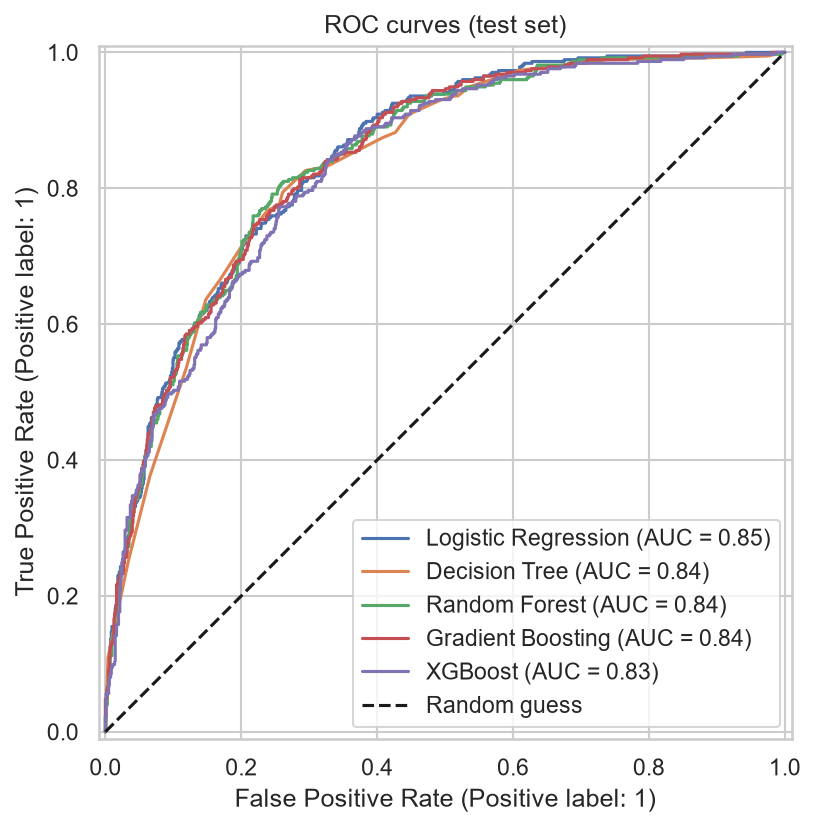 ROC curves (test set)
1.0
0.8
0.6
0.4
0.2
0.0
True Positive Rate (Positive label: 1)
Logistic Regression (AUC = 0.85)
Decision Tree (AUC = 0.84)
Random Forest (AUC = 0.84)
Gradient Boosting (AUC = 0.84)
XGBoost (AUC = 0.83)
Random guess
0.0 0.2 0.4 0.6 0.8 1.0
False Positive Rate (Positive label: 1)